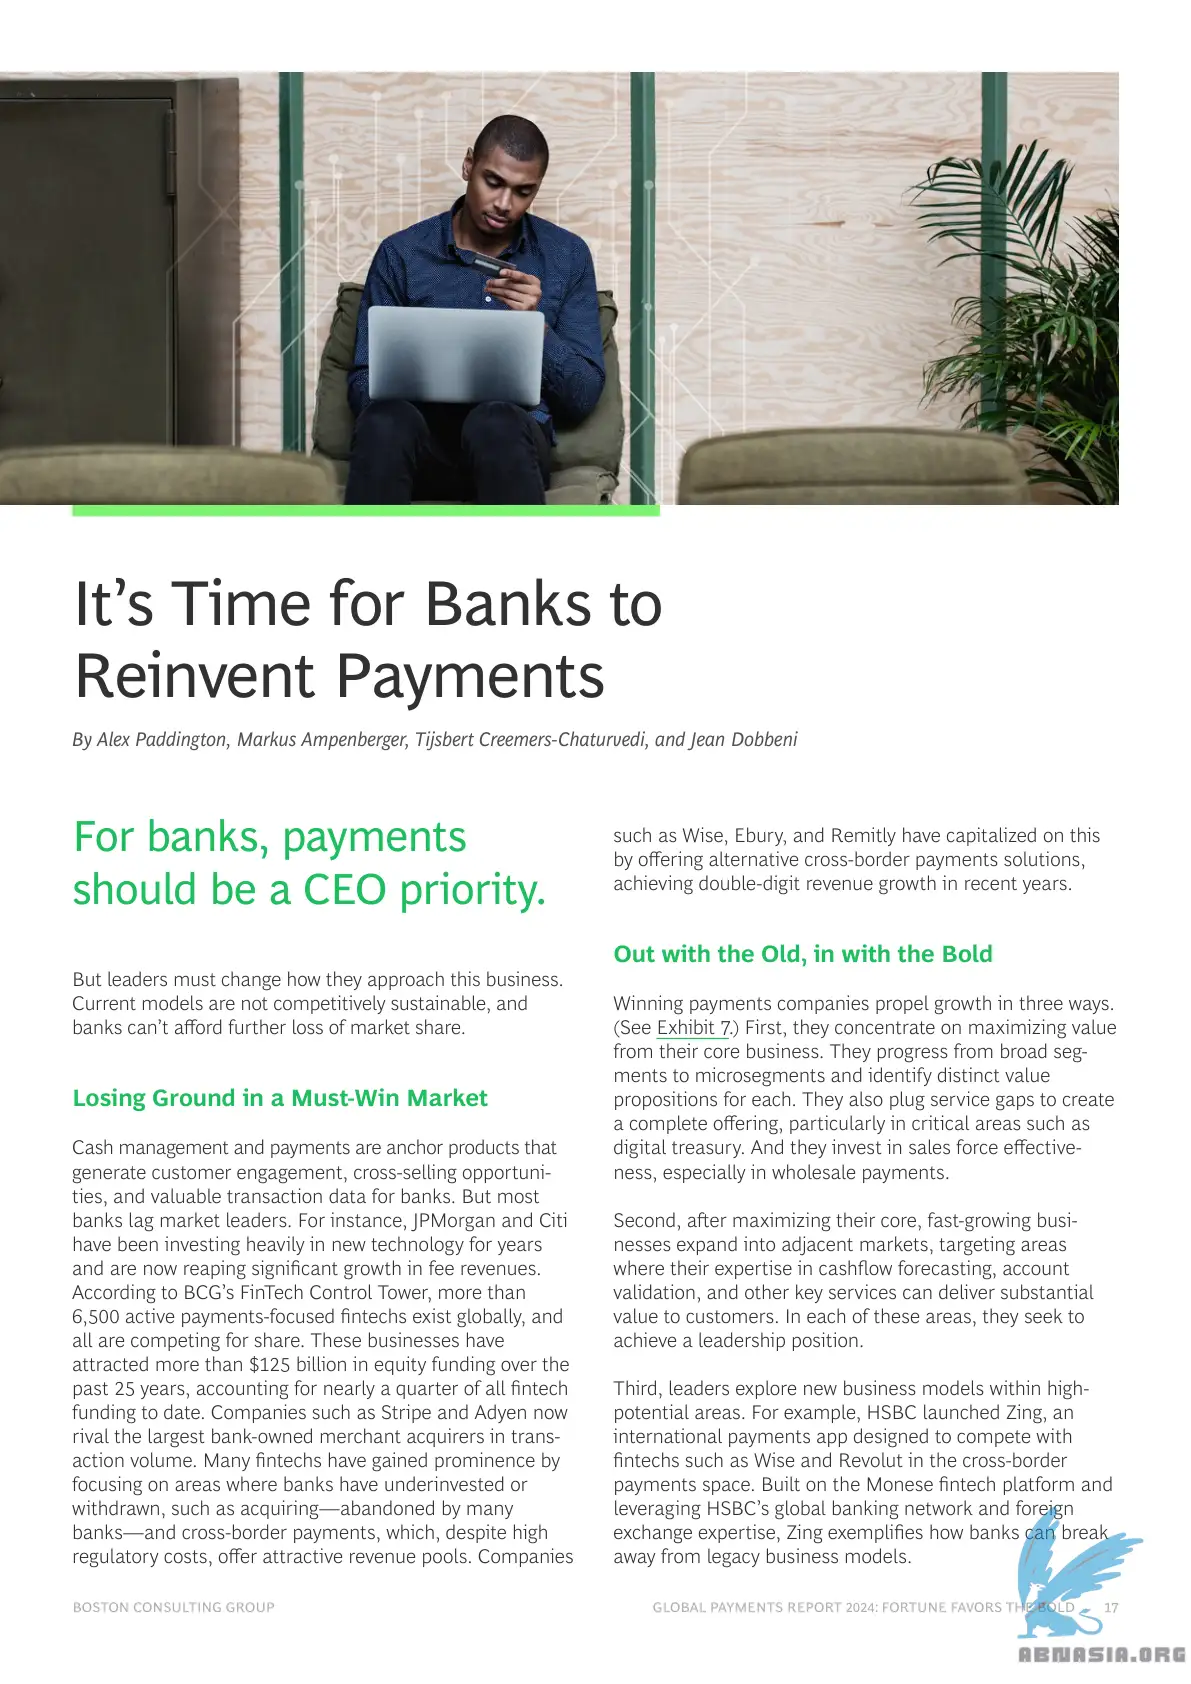 It's Time for Banks to
Reinvent Payments
By Alex Paddington, Markus Ampenberger, Tijsbert Creemers-Chaturvedi, and Jean Dobbeni
For banks, payments
should be a CEO priority.
But leaders must change how they approach this business.
Current models are not competitively sustainable, and
banks can't afford further loss of market share.
Losing Ground in a Must-Win Market
Cash management and payments are anchor products that
generate customer engagement, cross-selling opportuni-
ties, and valuable transaction data for banks. But most
banks lag market leaders. For instance, JPMorgan and Citi
have been investing heavily in new technology for years
and are now reaping significant growth in fee revenues.
According to BCG's FinTech Control Tower, more than
6,500 active payments-focused fintechs exist globally, and
all are competing for share. These businesses have
attracted more than $125 billion in equity funding over the
past 25 years, accounting for nearly a quarter of all fintech
funding to date. Companies such as Stripe and Adyen now
rival the largest bank-owned merchant acquirers in trans-
action volume. Many fintechs have gained prominence by
focusing on areas where banks have underinvested or
withdrawn, such as acquiring—abandoned by many
banks—and cross-border payments, which, despite high
regulatory costs, offer attractive revenue pools. Companies
such as Wise, Ebury, and Remitly have capitalized on this
by offering alternative cross-border payments solutions,
achieving double-digit revenue growth in recent years.
Out with the Old, in with the Bold
Winning payments companies propel growth in three ways.
(See Exhibit 7.) First, they concentrate on maximizing value
from their core business. They progress from broad seg-
ments to microsegments and identify distinct value
propositions for each. They also plug service gaps to create
a complete offering, particularly in critical areas such as
digital treasury. And they invest in sales force effective-
ness, especially in wholesale payments.
Second, after maximizing their core, fast-growing busi-
nesses expand into adjacent markets, targeting areas
where their expertise in cashflow forecasting, account
validation, and other key services can deliver substantial
value to customers. In each of these areas, they seek to
achieve a leadership position.
Third, leaders explore new business models within high-
potential areas. For example, HSBC launched Zing, an
international payments app designed to compete with
fintechs such as Wise and Revolut in the cross-border
payments space. Built on the Monese fintech platform and
leveraging HSBC's global banking network and foreign
exchange expertise, Zing exemplifies how banks can break
away from legacy business models.
BOSTON CONSULTING GROUP
GLOBAL PAYMENTS REPORT 2024: FORTUNE FAVORS THE BOLD 17
ABNASIA.ORG